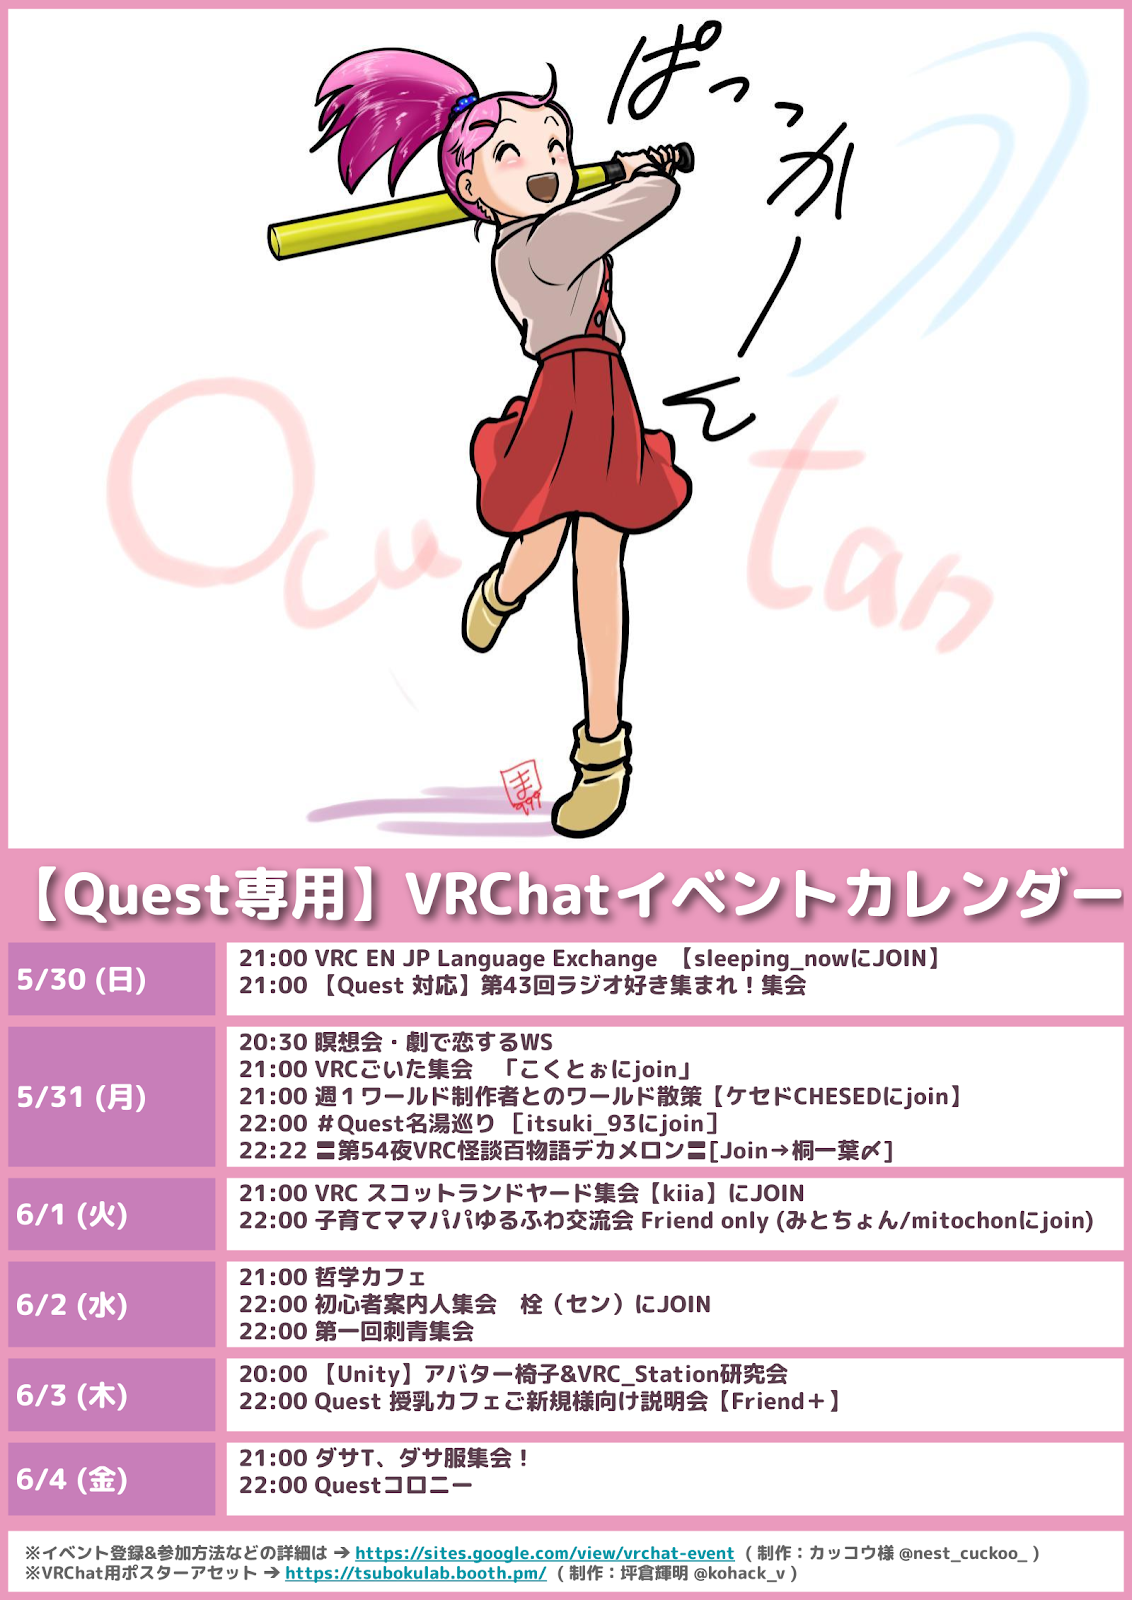 ぱっっかーん
Ocutan
ま
999
【Quest専用】VRChatイベントカレンダー
5/30 (日)
21:00 VRC EN JP Language Exchange 【sleeping_nowにJOIN】
21:00 【Quest 対応】第43回ラジオ好き集まれ！集会
5/31 (月)
20:30 瞑想会・劇で恋するWS
21:00 VRCごいた集会　「こくとぉにjoin」
21:00 週１ワールド制作者とのワールド散策【ケセドCHESEDにjoin】
22:00 ＃Quest名湯巡り ［itsuki_93にjoin］
22:22 〓第54夜VRC怪談百物語デカメロン〓[Join→桐一葉〆]
6/1 (火)
21:00 VRC スコットランドヤード集会【kiia】にJOIN
22:00 子育てママパパゆるふわ交流会 Friend only (みとちょん/mitochonにjoin)
6/2 (水)
21:00 哲学カフェ
22:00 初心者案内人集会　栓（セン）にJOIN
22:00 第一回刺青集会
6/3 (木)
20:00 【Unity】アバター椅子&VRC_Station研究会
22:00 Quest 授乳カフェご新規様向け説明会【Friend＋】
6/4 (金)
21:00 ダサT、ダサ服集会！
22:00 Questコロニー
※イベント登録&参加方法などの詳細は ➔ https://sites.google.com/view/vrchat-event ( 制作：カッコウ様 @nest_cuckoo_ )
※VRChat用ポスターアセット ➔ https://tsubokulab.booth.pm/ ( 制作：坪倉輝明 @kohack_v )